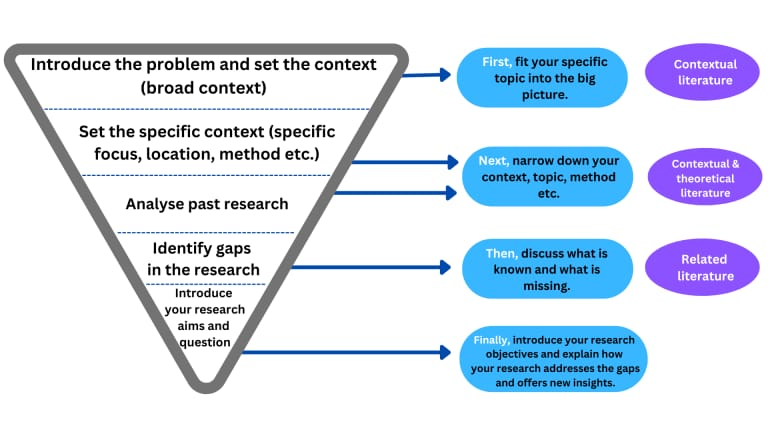 Introduce the problem and set the context
(broad context)
Set the specific context (specific
focus, location, method etc.)
Analyse past research
Identify gaps
in the research
Introduce
your research
aims and
question
First, fit your specific
topic into the big
picture.
Next, narrow down your
context, topic, method
etc.
Then, discuss what is
known and what is
missing.
Finally, introduce your research
objectives and explain how
your research addresses the gaps
and offers new insights.
Contextual
literature
Contextual &
theoretical
literature
Related
literature